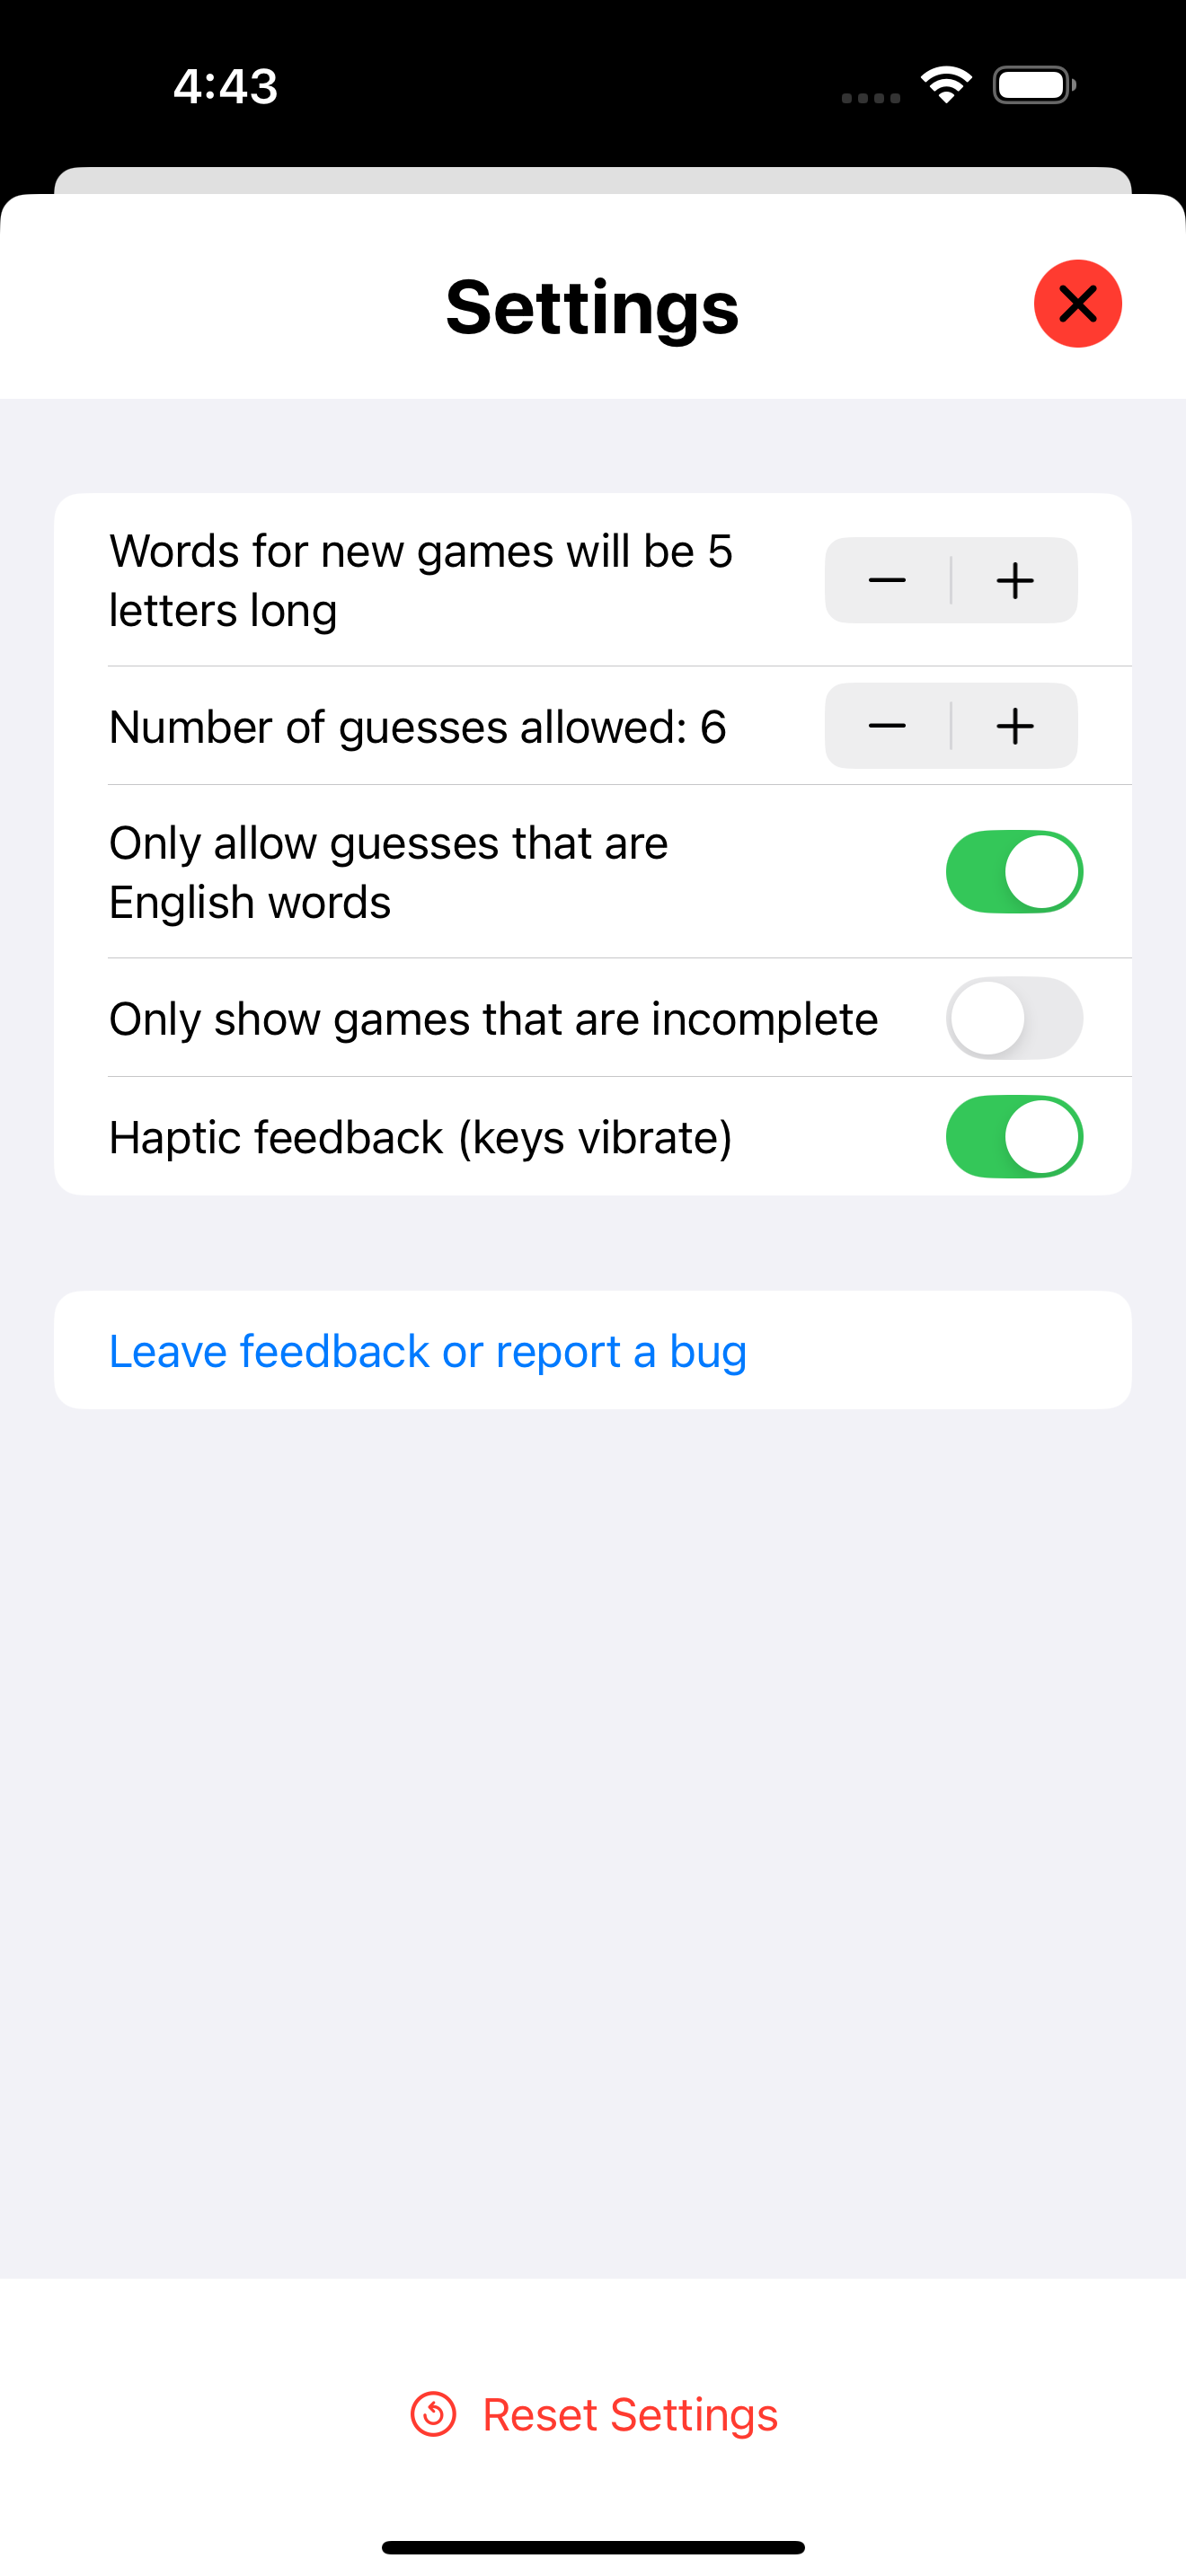 4:43
Settings
Words for new games will be 5
letters long
Number of guesses allowed: 6
Only allow guesses that are
English words
Only show games that are incomplete
Haptic feedback (keys vibrate)
Leave feedback or report a bug
Reset Settings